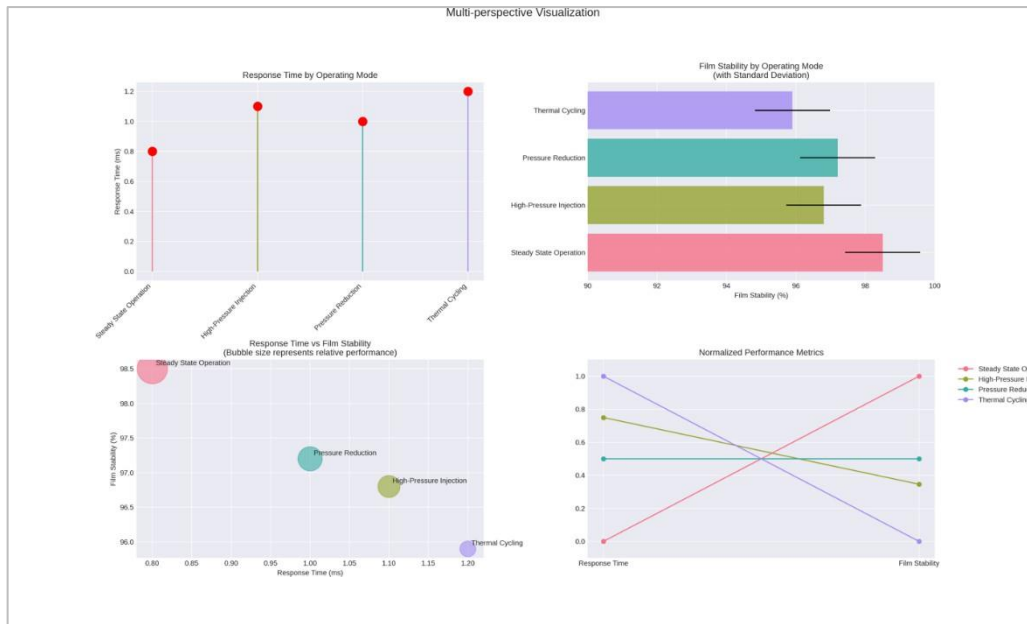 Multi-perspective Visualization
Response Time by Operating Mode
Response Time (ms)
1.2
1.0
0.8
0.6
0.4
0.2
0.0
Steady State Operation
High-Pressure Injection
Pressure Reduction
Thermal Cycling
Film Stability by Operating Mode
(with Standard Deviation)
Thermal Cycling
Pressure Reduction
High-Pressure Injection
Steady State Operation
90 92 94 96 98 100
Film Stability (%)
Response Time vs Film Stability
(Bubble size represents relative performance)
Film Stability (%)
98.5
98.0
97.5
97.0
96.5
96.0
Steady State Operation
Pressure Reduction
High-Pressure Injection
Thermal Cycling
0.80 0.85 0.90 0.95 1.00 1.05 1.10 1.15 1.20
Response Time (ms)
Normalized Performance Metrics
1.0
0.8
0.6
0.4
0.2
0.0
Response Time Film Stability
Steady State O
High-Pressure
Pressure Redu
Thermal Cycling